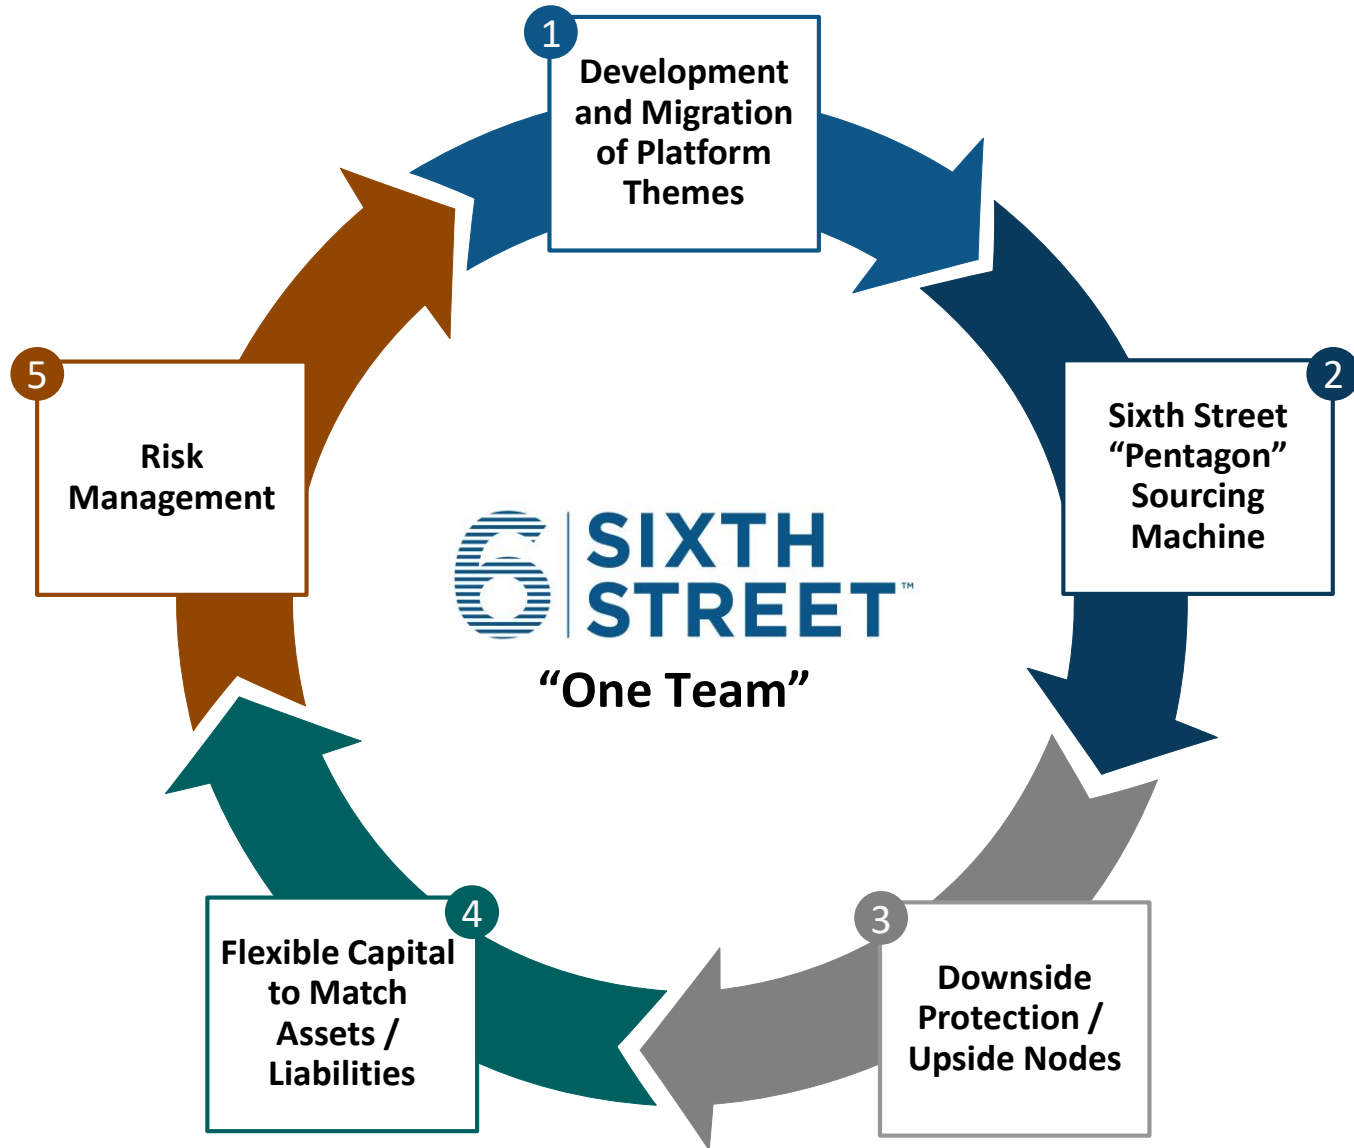 1
Development
and Migration
of Platform
Themes
2
Sixth Street
“Pentagon”
Sourcing
Machine
3
Downside
Protection /
Upside Nodes
4
Flexible Capital
to Match
Assets /
Liabilities
5
Risk
Management
6 SIXTH
STREET™
“One Team”